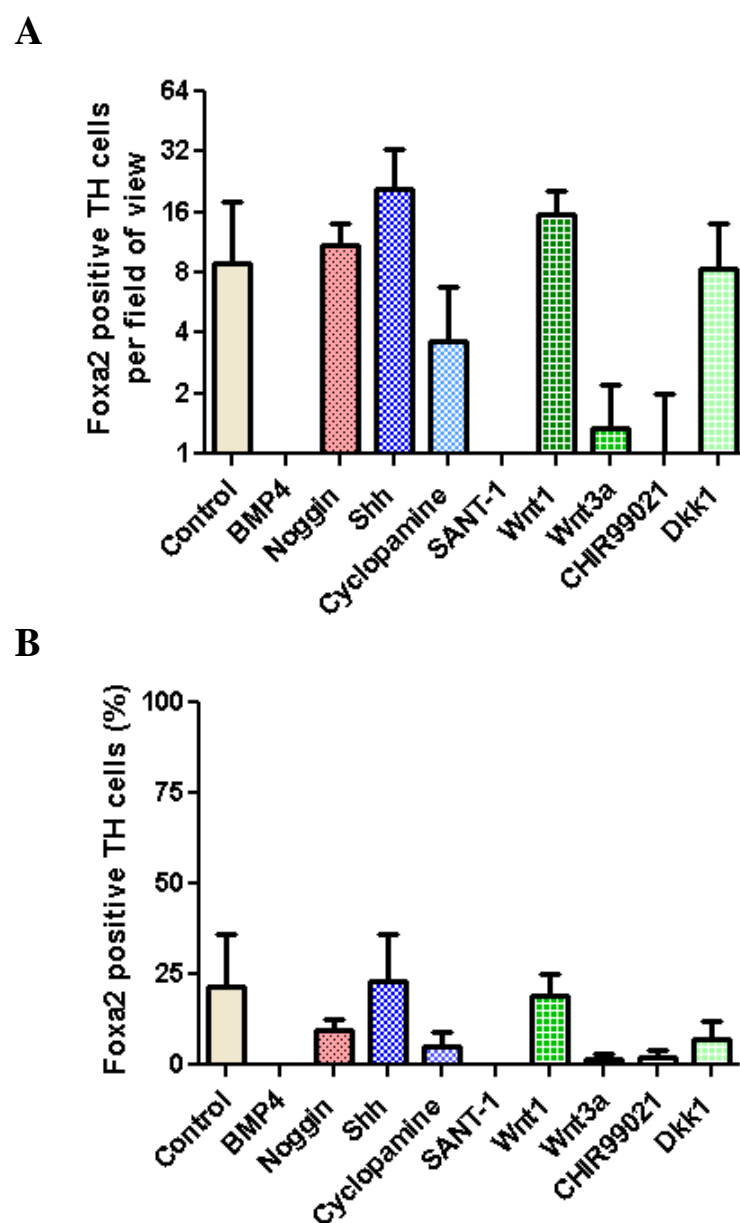 A
Foxa2 positive TH cells
per field of view
64
32
16
8
4
2
1
Control
BMP4
Noggin
Shh
Cyclopamine
SANT-1
Wnt1
Wnt3a
CHIR99021
Dkk1
B
Foxa2 positive TH cells (%)
100
75
50
25
0
Control
BMP4
Noggin
Shh
Cyclopamine
SANT-1
Wnt1
Wnt3a
CHIR99021
Dkk1